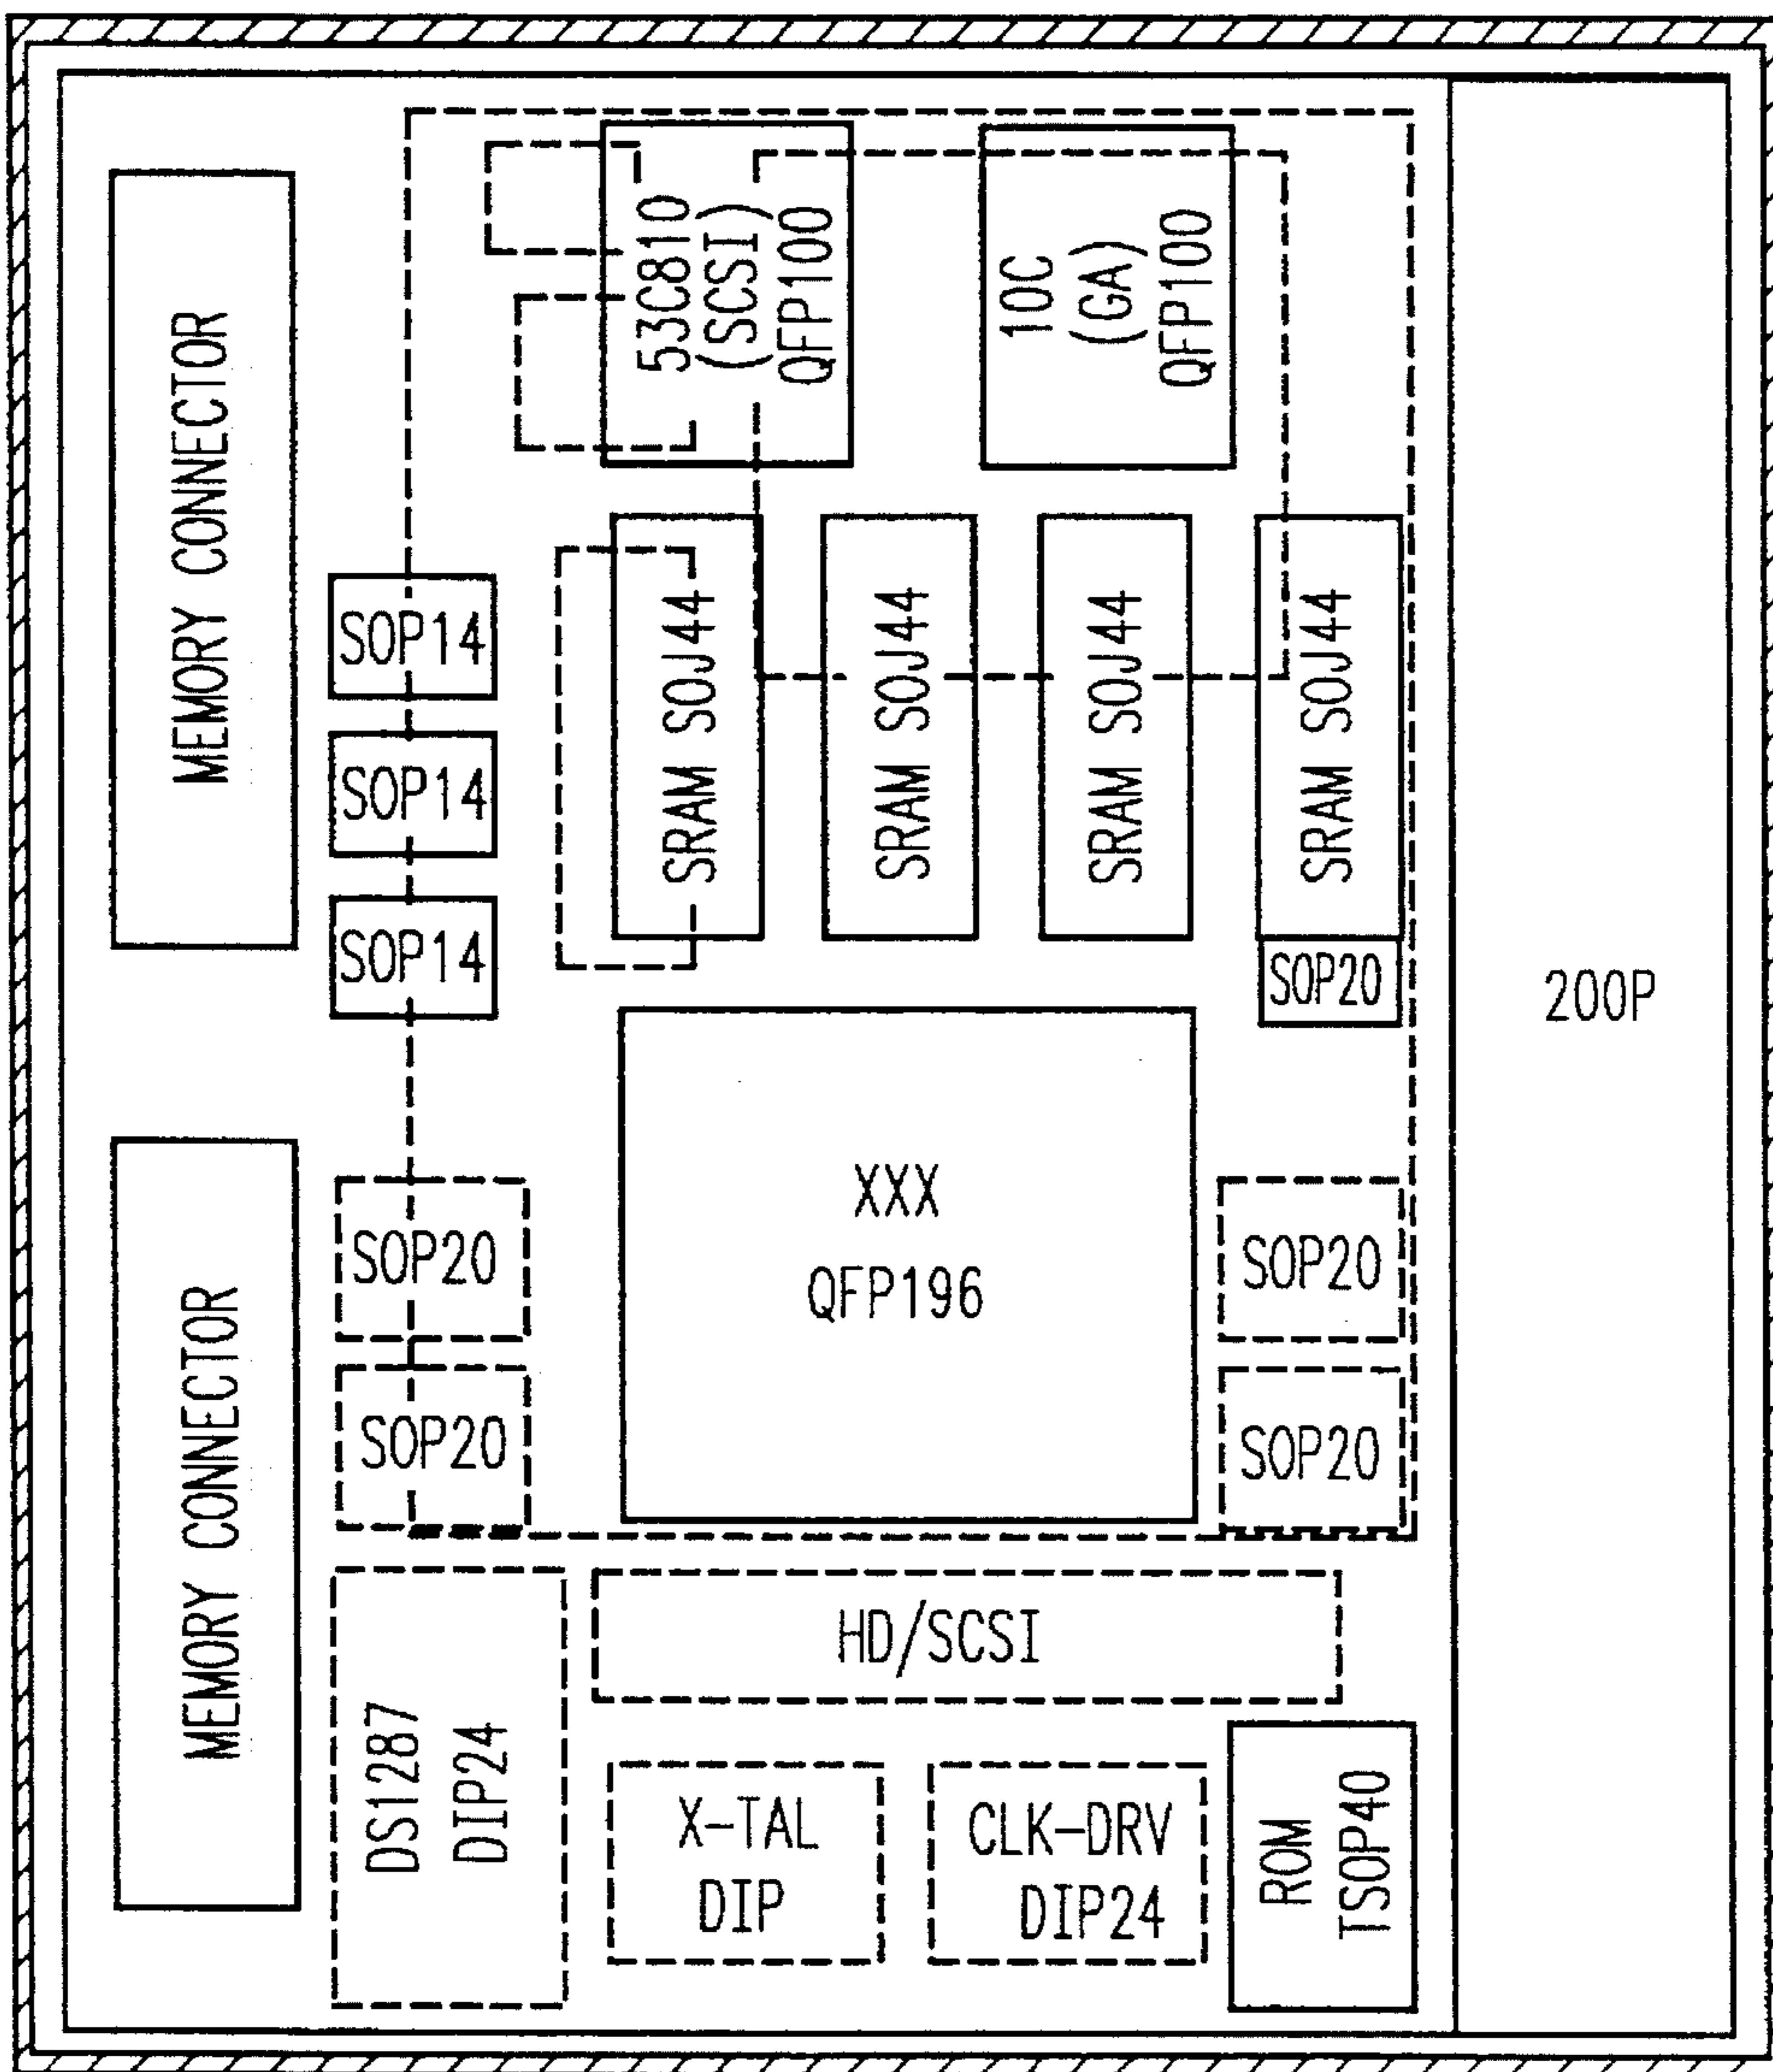 MEMORY CONNECTOR
53C810
(SCSI)
QFP100
10C
(GA)
QFP100
SOP14
SOP14
SOP14
SRAM SOJ44
SRAM SOJ44
SRAM SOJ44
SRAM SOJ44
SOP20
200P
MEMORY CONNECTOR
SOP20
SOP20
XXX
QFP196
SOP20
SOP20
HD/SCSI
DS1287
DIP24
X-TAL
DIP
CLK-DRV
DIP24
ROM
TSOP40